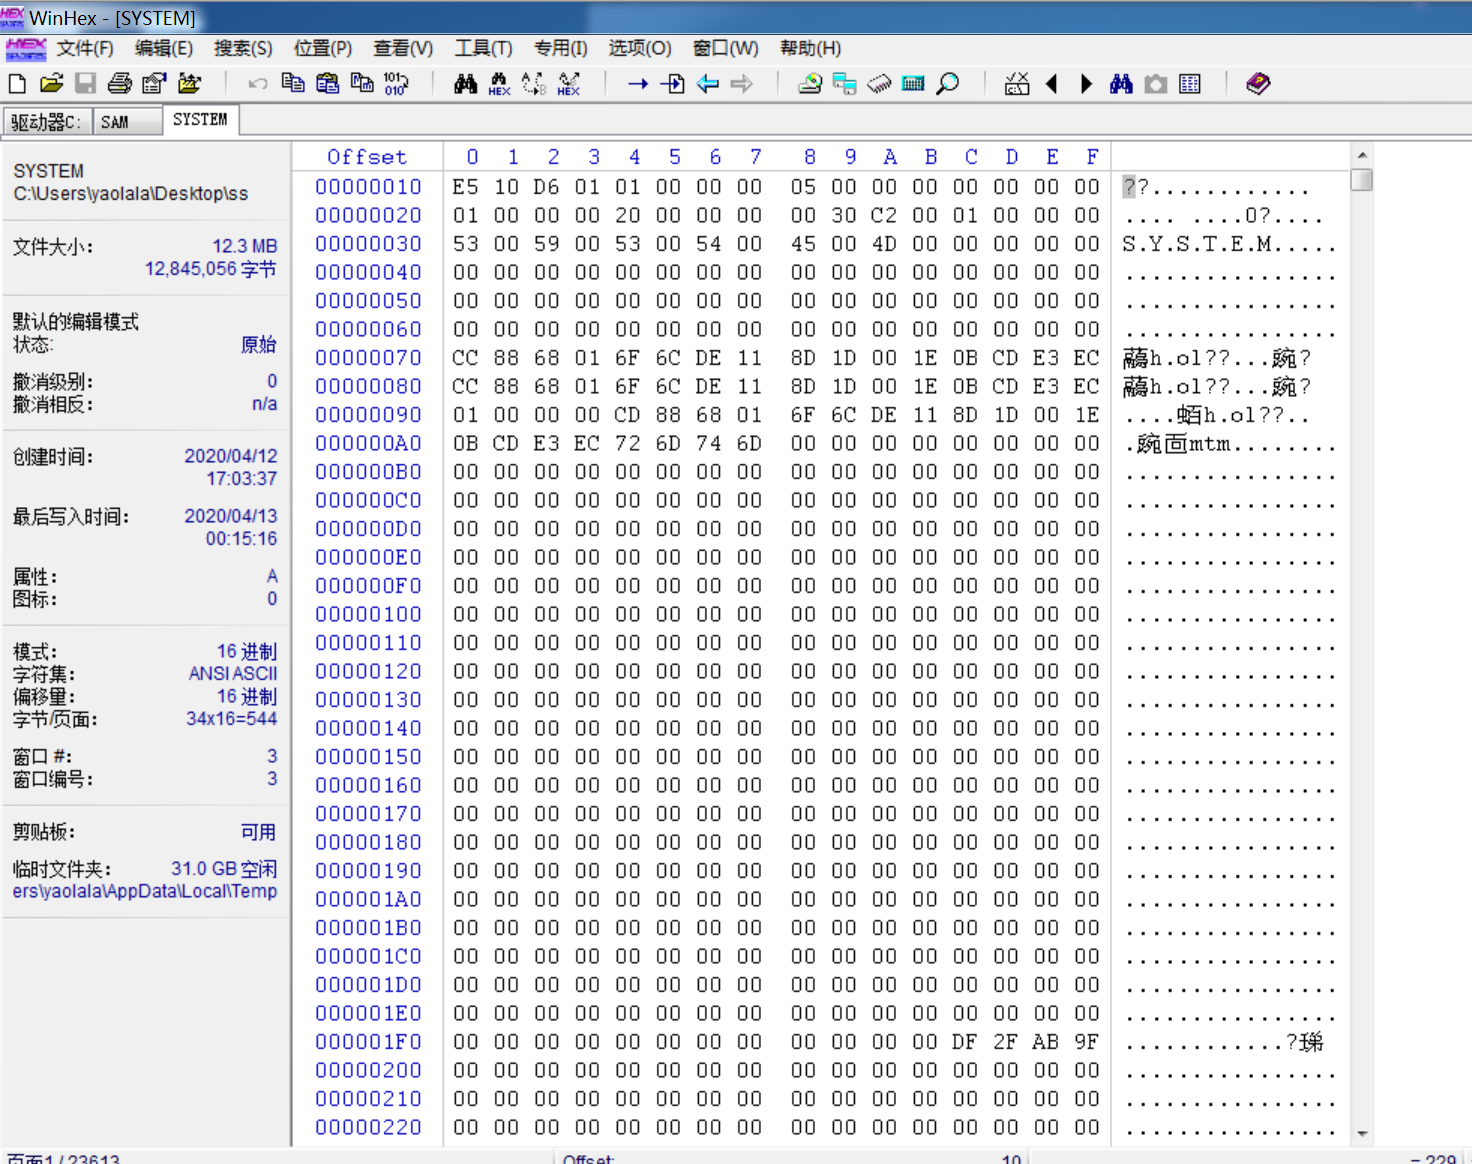 WinHex - [SYSTEM]
文件(F) 编辑(E) 搜索(S) 位置(P) 查看(V) 工具(T) 专用(I) 选项(O) 窗口(W) 帮助(H)
驱动器C: SAM SYSTEM
SYSTEM
C:\Users\yaolala\Desktop\ss
文件大小: 12.3 MB
12,845,056 字节
默认的编辑模式
状态: 原始
撤消级别: 0
撤消相反: n/a
创建时间: 2020/04/12
17:03:37
最后写入时间: 2020/04/13
00:15:16
属性: A
图标: 0
模式: 16 进制
字符集: ANSI ASCII
偏移量: 16 进制
字节/页面: 34x16=544
窗口 #: 3
窗口编号: 3
剪贴板: 可用
临时文件夹: 31.0 GB 空闲
ers\yaolala\AppData\Local\Temp
Offset 0 1 2 3 4 5 6 7 8 9 A B C D E F
00000010 E5 10 D6 01 01 00 00 00 05 00 00 00 00 00 00 00 ??............
00000020 01 00 00 00 20 00 00 00 00 30 C2 00 01 00 00 00 .... ....0?....
00000030 53 00 59 00 53 00 54 00 45 00 4D 00 00 00 00 00 S.Y.S.T.E.M.....
00000040 00 00 00 00 00 00 00 00 00 00 00 00 00 00 00 00 ................
00000050 00 00 00 00 00 00 00 00 00 00 00 00 00 00 00 00 ................
00000060 00 00 00 00 00 00 00 00 00 00 00 00 00 00 00 00 ................
00000070 CC 88 68 01 6F 6C DE 11 8D 1D 00 1E 0B CD E3 EC h.ol??...豌?
00000080 CC 88 68 01 6F 6C DE 11 8D 1D 00 1E 0B CD E3 EC h.ol??...豌?
00000090 01 00 00 00 CD 88 68 01 6F 6C DE 11 8D 1D 00 1E ....h.ol??..
000000A0 0B CD E3 EC 72 6D 74 6D 00 00 00 00 00 00 00 00 .豌mtm........
000000B0 00 00 00 00 00 00 00 00 00 00 00 00 00 00 00 00 ................
000000C0 00 00 00 00 00 00 00 00 00 00 00 00 00 00 00 00 ................
000000D0 00 00 00 00 00 00 00 00 00 00 00 00 00 00 00 00 ................
000000E0 00 00 00 00 00 00 00 00 00 00 00 00 00 00 00 00 ................
000000F0 00 00 00 00 00 00 00 00 00 00 00 00 00 00 00 00 ................
00000100 00 00 00 00 00 00 00 00 00 00 00 00 00 00 00 00 ................
00000110 00 00 00 00 00 00 00 00 00 00 00 00 00 00 00 00 ................
00000120 00 00 00 00 00 00 00 00 00 00 00 00 00 00 00 00 ................
00000130 00 00 00 00 00 00 00 00 00 00 00 00 00 00 00 00 ................
00000140 00 00 00 00 00 00 00 00 00 00 00 00 00 00 00 00 ................
00000150 00 00 00 00 00 00 00 00 00 00 00 00 00 00 00 00 ................
00000160 00 00 00 00 00 00 00 00 00 00 00 00 00 00 00 00 ................
00000170 00 00 00 00 00 00 00 00 00 00 00 00 00 00 00 00 ................
00000180 00 00 00 00 00 00 00 00 00 00 00 00 00 00 00 00 ................
00000190 00 00 00 00 00 00 00 00 00 00 00 00 00 00 00 00 ................
000001A0 00 00 00 00 00 00 00 00 00 00 00 00 00 00 00 00 ................
000001B0 00 00 00 00 00 00 00 00 00 00 00 00 00 00 00 00 ................
000001C0 00 00 00 00 00 00 00 00 00 00 00 00 00 00 00 00 ................
000001D0 00 00 00 00 00 00 00 00 00 00 00 00 00 00 00 00 ................
000001E0 00 00 00 00 00 00 00 00 00 00 00 00 00 00 00 00 ................
000001F0 00 00 00 00 00 00 00 00 00 00 00 00 DF 2F AB 9F ............?
00000200 00 00 00 00 00 00 00 00 00 00 00 00 00 00 00 00 ................
00000210 00 00 00 00 00 00 00 00 00 00 00 00 00 00 00 00 ................
00000220 00 00 00 00 00 00 00 00 00 00 00 00 00 00 00 00 ................
页面1 / 23613 Offset: 10 = 229